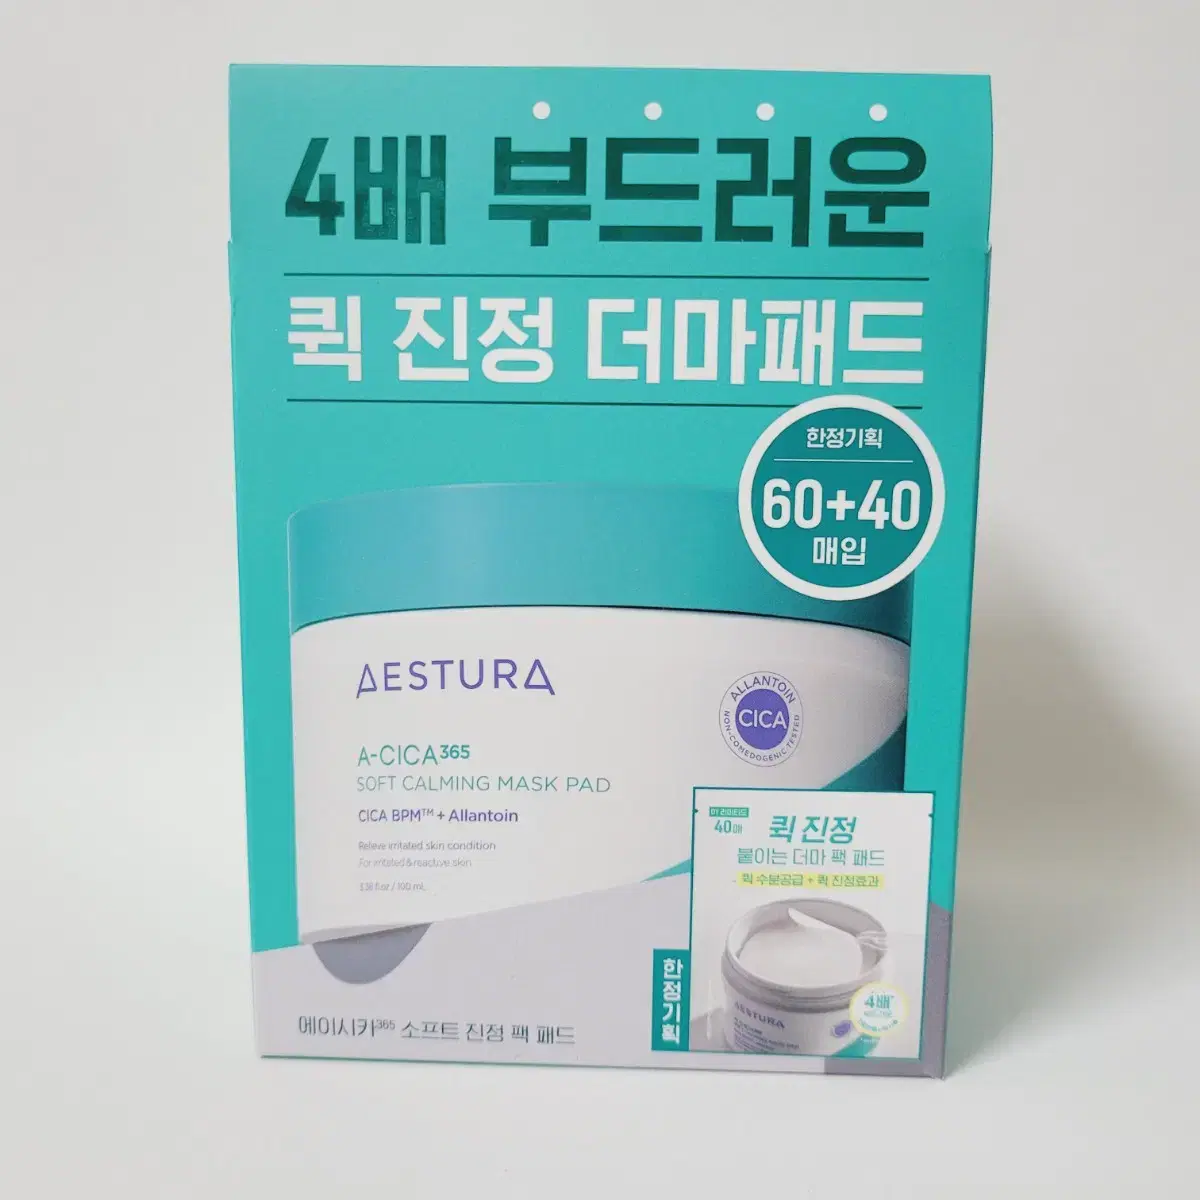 4배 부드러운
퀵 진정 더마패드
한정기획
60+40
매입
AESTURA
ALLANTOIN
CICA
NON-COMEDOGENIC TESTED
A-CICA365
SOFT CALMING MASK PAD
CICA BPM™ + Allantoin
Relieve irritated skin condition
For irritated & reactive skin
3.38 fl oz / 100 mL
40매
퀵 진정
붙이는 더마 팩 패드
퀵 수분공급 + 퀵 진정효과
4배
AESTURA
한정기획
에이시카365 소프트 진정 팩 패드